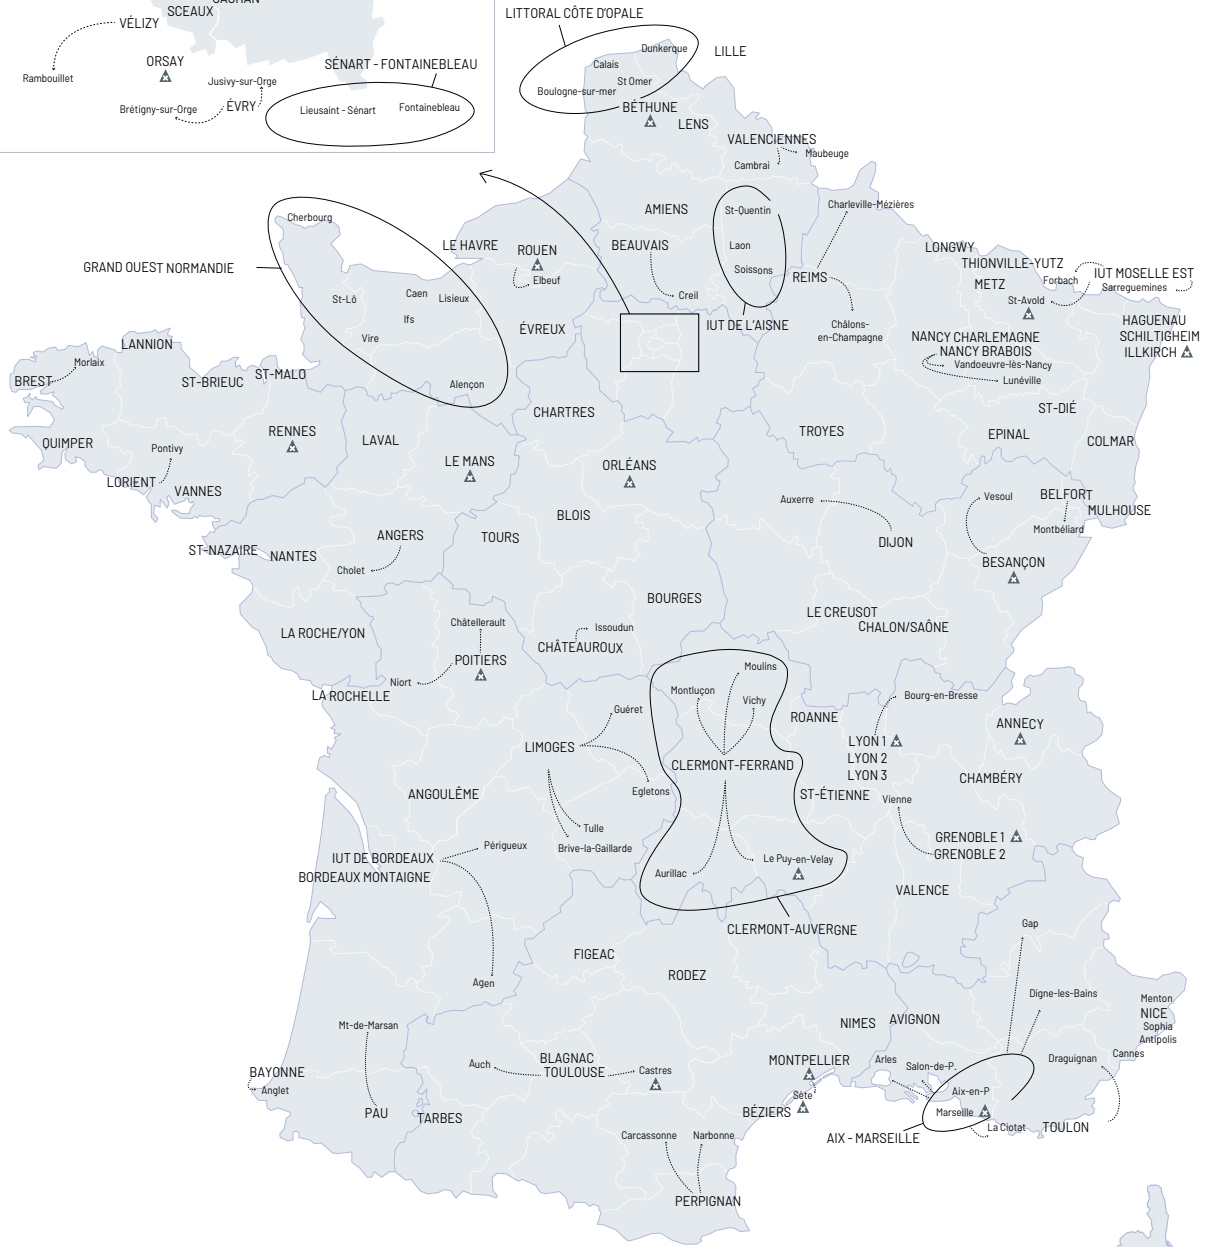 CACHAN
SCEAUX
VÉLIZY
ORSAY
Rambouillet
Jusivy-sur-Orge
SÉNART - FONTAINEBLEAU
Brétigny-sur-Orge
ÉVRY
Lieusaint - Sénart
Fontainebleau
LITTORAL CÔTE D'OPALE
Dunkerque
LILLE
Calais
St Omer
Boulogne-sur-mer
BÉTHUNE
LENS
VALENCIENNES
Maubeuge
Cambrai
Cherbourg
AMIENS
St-Quentin
Charleville-Mézières
LE HAVRE
ROUEN
BEAUVAIS
Laon
LONGWY
GRAND OUEST NORMANDIE
Elbeuf
Soissons
REIMS
THIONVILLE-YUTZ
IUT MOSELLE EST
METZ
Forbach
Sarreguemines
St-Lô
Caen
Lisieux
Creil
St-Avold
Ifs
ÉVREUX
IUT DE L'AISNE
Châlons-
en-Champagne
HAGUENAU
SCHILTIGHEIM
ILLKIRCH
Vire
NANCY CHARLEMAGNE
NANCY BRABOIS
Vandoeuvre-lès-Nancy
Lunéville
LANNION
Morlaix
BREST
ST-BRIEUC
ST-MALO
Alençon
CHARTRES
ST-DIÉ
QUIMPER
Pontivy
RENNES
LAVAL
TROYES
EPINAL
COLMAR
LE MANS
ORLÉANS
LORIENT
VANNES
Auxerre
Vesoul
BELFORT
MULHOUSE
BLOIS
Montbéliard
ANGERS
TOURS
DIJON
ST-NAZAIRE
NANTES
Cholet
BESANÇON
BOURGES
LE CREUSOT
CHALON/SAÔNE
LA ROCHE/YON
Châtellerault
Issoudun
CHÂTEAUROUX
POITIERS
Niort
LA ROCHELLE
Moulins
Montluçon
Vichy
Bourg-en-Bresse
Guéret
ROANNE
ANNECY
LIMOGES
LYON 1
LYON 2
LYON 3
CLERMONT-FERRAND
CHAMBÉRY
ANGOULÊME
Egletons
ST-ÉTIENNE
Vienne
Tulle
GRENOBLE 1
GRENOBLE 2
Périgueux
Brive-la-Gaillarde
IUT DE BORDEAUX
BORDEAUX MONTAIGNE
Le Puy-en-Velay
Aurillac
VALENCE
CLERMONT-AUVERGNE
Gap
FIGEAC
RODEZ
Agen
Digne-les-Bains
Menton
NICE
Sophia
Antipolis
Mt-de-Marsan
NIMES
AVIGNON
Cannes
BLAGNAC
TOULOUSE
Auch
Castres
MONTPELLIER
Arles
Salon-de-P.
Draguignan
BAYONNE
Anglet
Sète
Aix-en-P
PAU
TARBES
BÉZIERS
Marseille
La Ciotat
TOULON
AIX - MARSEILLE
Carcassonne
Narbonne
PERPIGNAN